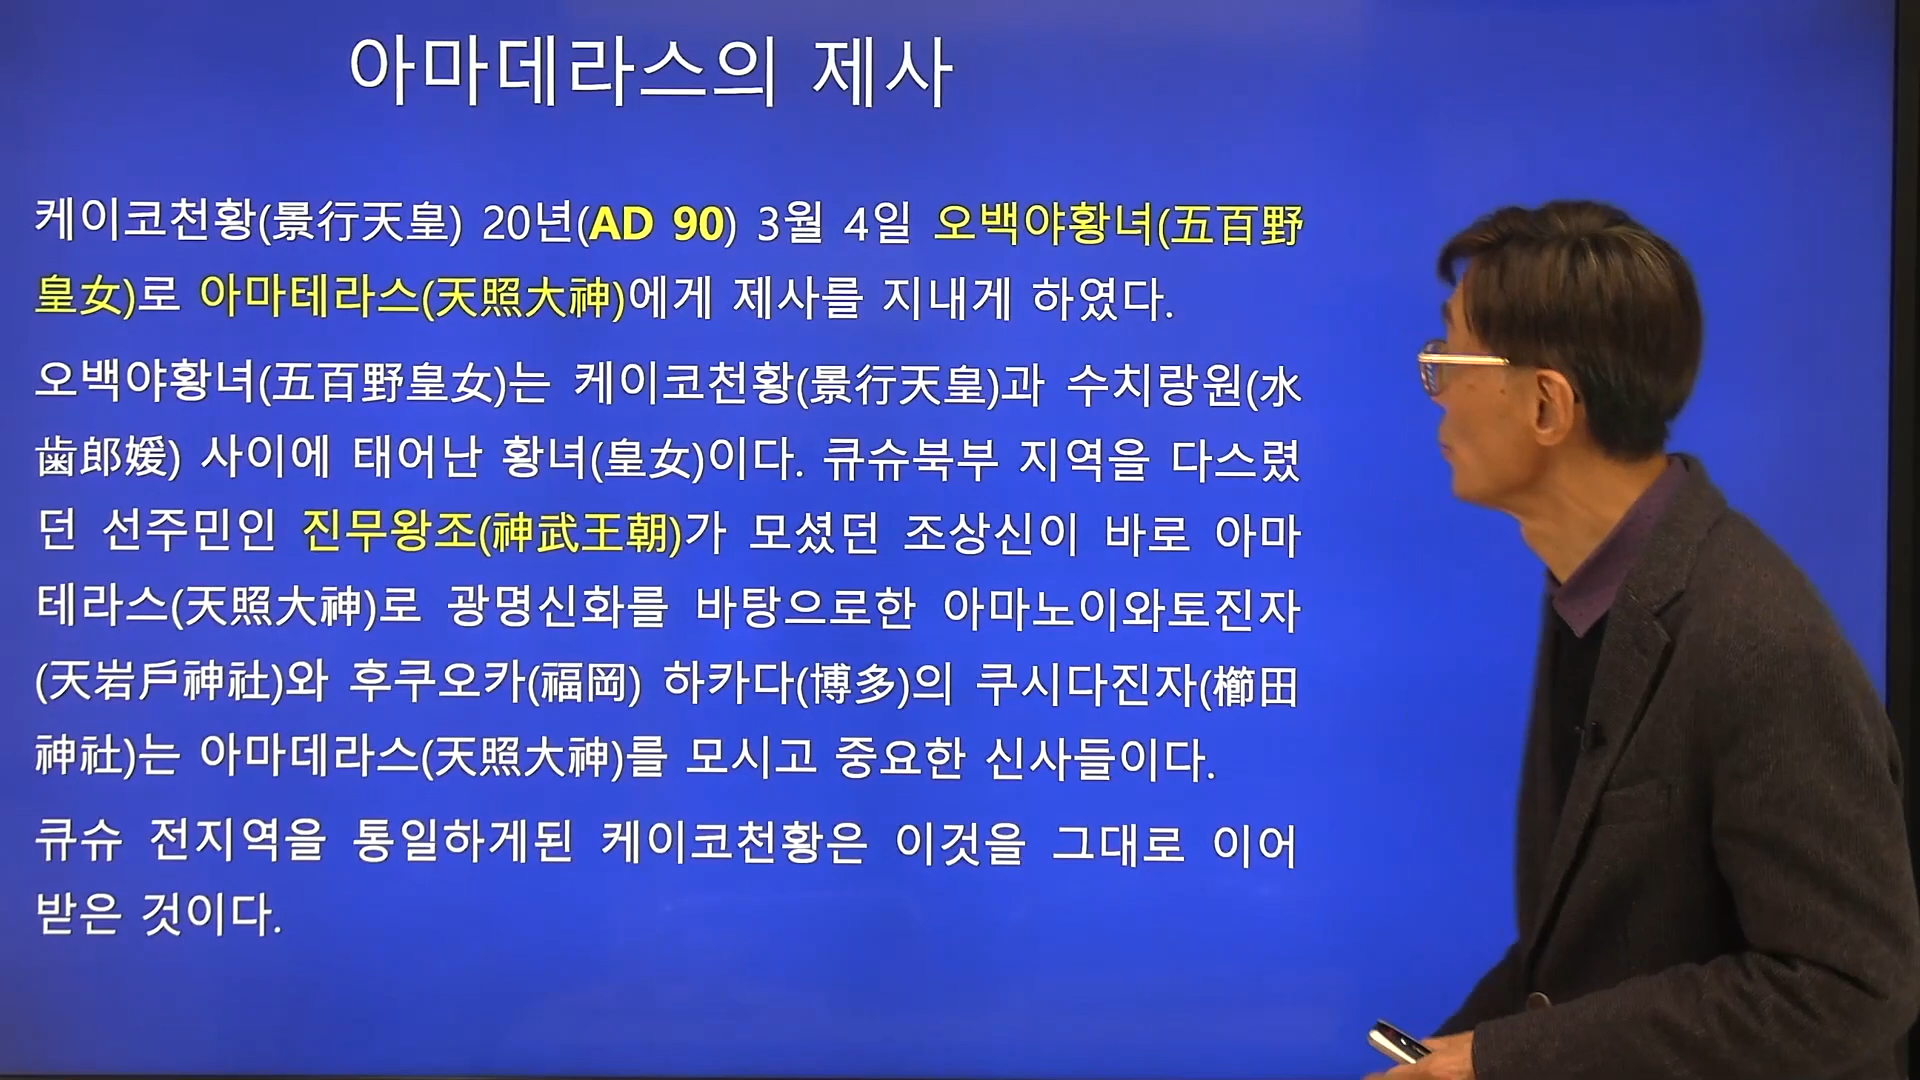 아마데라스의 제사
케이코천황(景行天皇) 20년(AD 90) 3월 4일 오백야황녀(五百野
皇女)로 아마테라스(天照大神)에게 제사를 지내게 하였다.
오백야황녀(五百野皇女)는 케이코천황(景行天皇)과 수치랑원(水
歯郎媛) 사이에 태어난 황녀(皇女)이다. 큐슈북부 지역을 다스렸
던 선주민인 진무왕조(神武王朝)가 모셨던 조상신이 바로 아마
테라스(天照大神)로 광명신화를 바탕으로한 아마노이와토진자
(天岩戶神社)와 후쿠오카(福岡) 하카다(博多)의 쿠시다진자(櫛田
神社)는 아마데라스(天照大神)를 모시고 중요한 신사들이다.
큐슈 전지역을 통일하게된 케이코천황은 이것을 그대로 이어
받은 것이다.